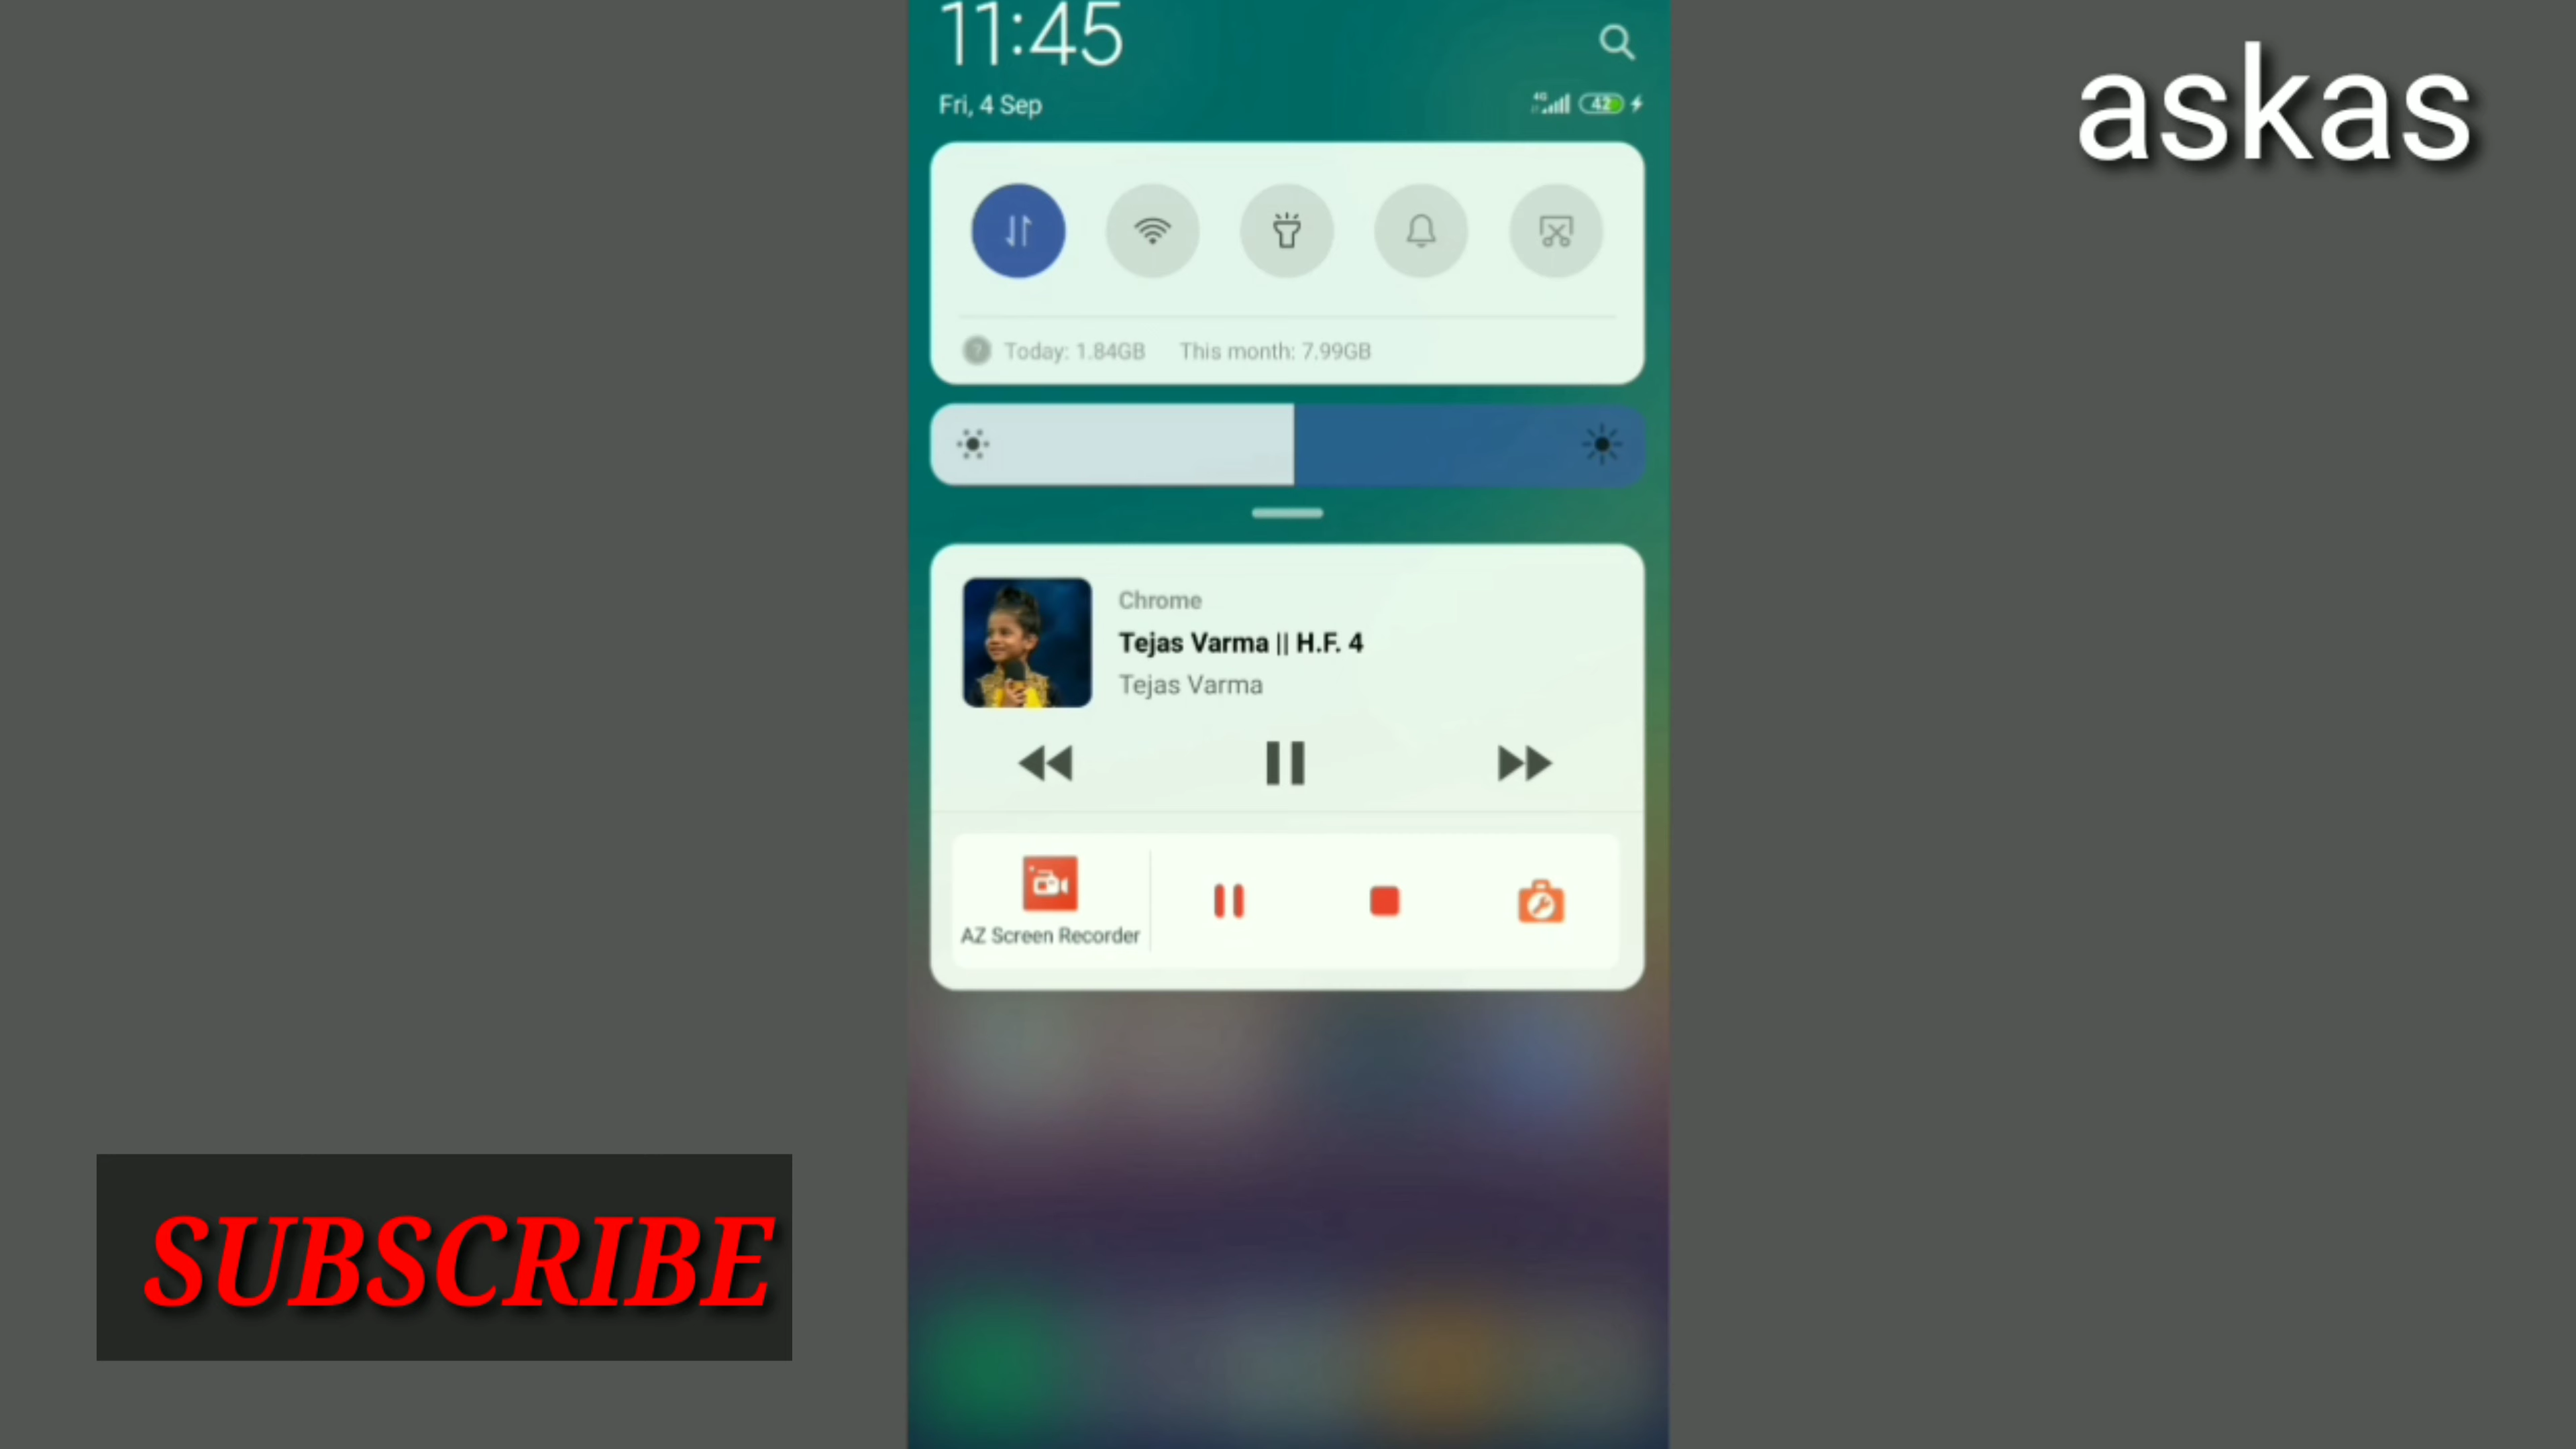 11:45
askas
Fri, 4 Sep
4G
42
Today: 1.84GB This month: 7.99GB
Chrome
Tejas Varma || H.F. 4
Tejas Varma
AZ Screen Recorder
SUBSCRIBE